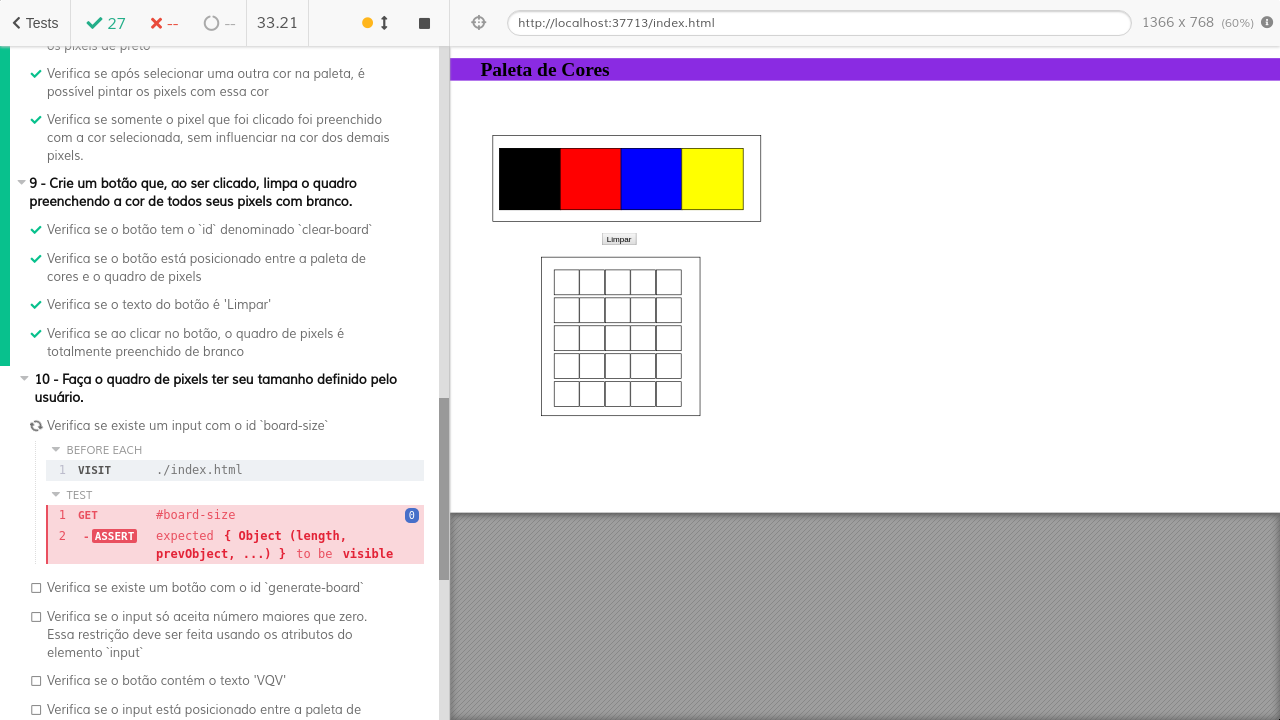 Tests
27
--
--
33.21
http://localhost:37713/index.html
1366 x 768 (60%)
os pixels de preto
Verifica se após selecionar uma outra cor na paleta, é
possível pintar os pixels com essa cor
Verifica se somente o pixel que foi clicado foi preenchido
com a cor selecionada, sem influenciar na cor dos demais
pixels.
9 - Crie um botão que, ao ser clicado, limpa o quadro
preenchendo a cor de todos seus pixels com branco.
Verifica se o botão tem o `id` denominado `clear-board`
Verifica se o botão está posicionado entre a paleta de
cores e o quadro de pixels
Verifica se o texto do botão é 'Limpar'
Verifica se ao clicar no botão, o quadro de pixels é
totalmente preenchido de branco
10 - Faça o quadro de pixels ter seu tamanho definido pelo
usuário.
Verifica se existe um input com o id `board-size`
BEFORE EACH
1 VISIT ./index.html
TEST
1 GET #board-size 0
2 -ASSERT expected { Object (length,
prevObject, ...) } to be visible
Verifica se existe um botão com o id `generate-board`
Verifica se o input só aceita número maiores que zero.
Essa restrição deve ser feita usando os atributos do
elemento `input`
Verifica se o botão contém o texto 'VQV'
Verifica se o input está posicionado entre a paleta de
Paleta de Cores
Limpar